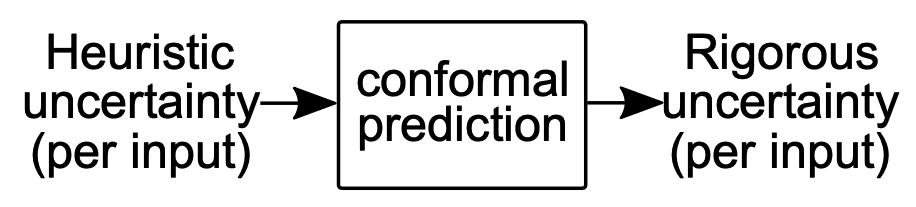 Heuristic
uncertainty
(per input)
conformal
prediction
Rigorous
uncertainty
(per input)